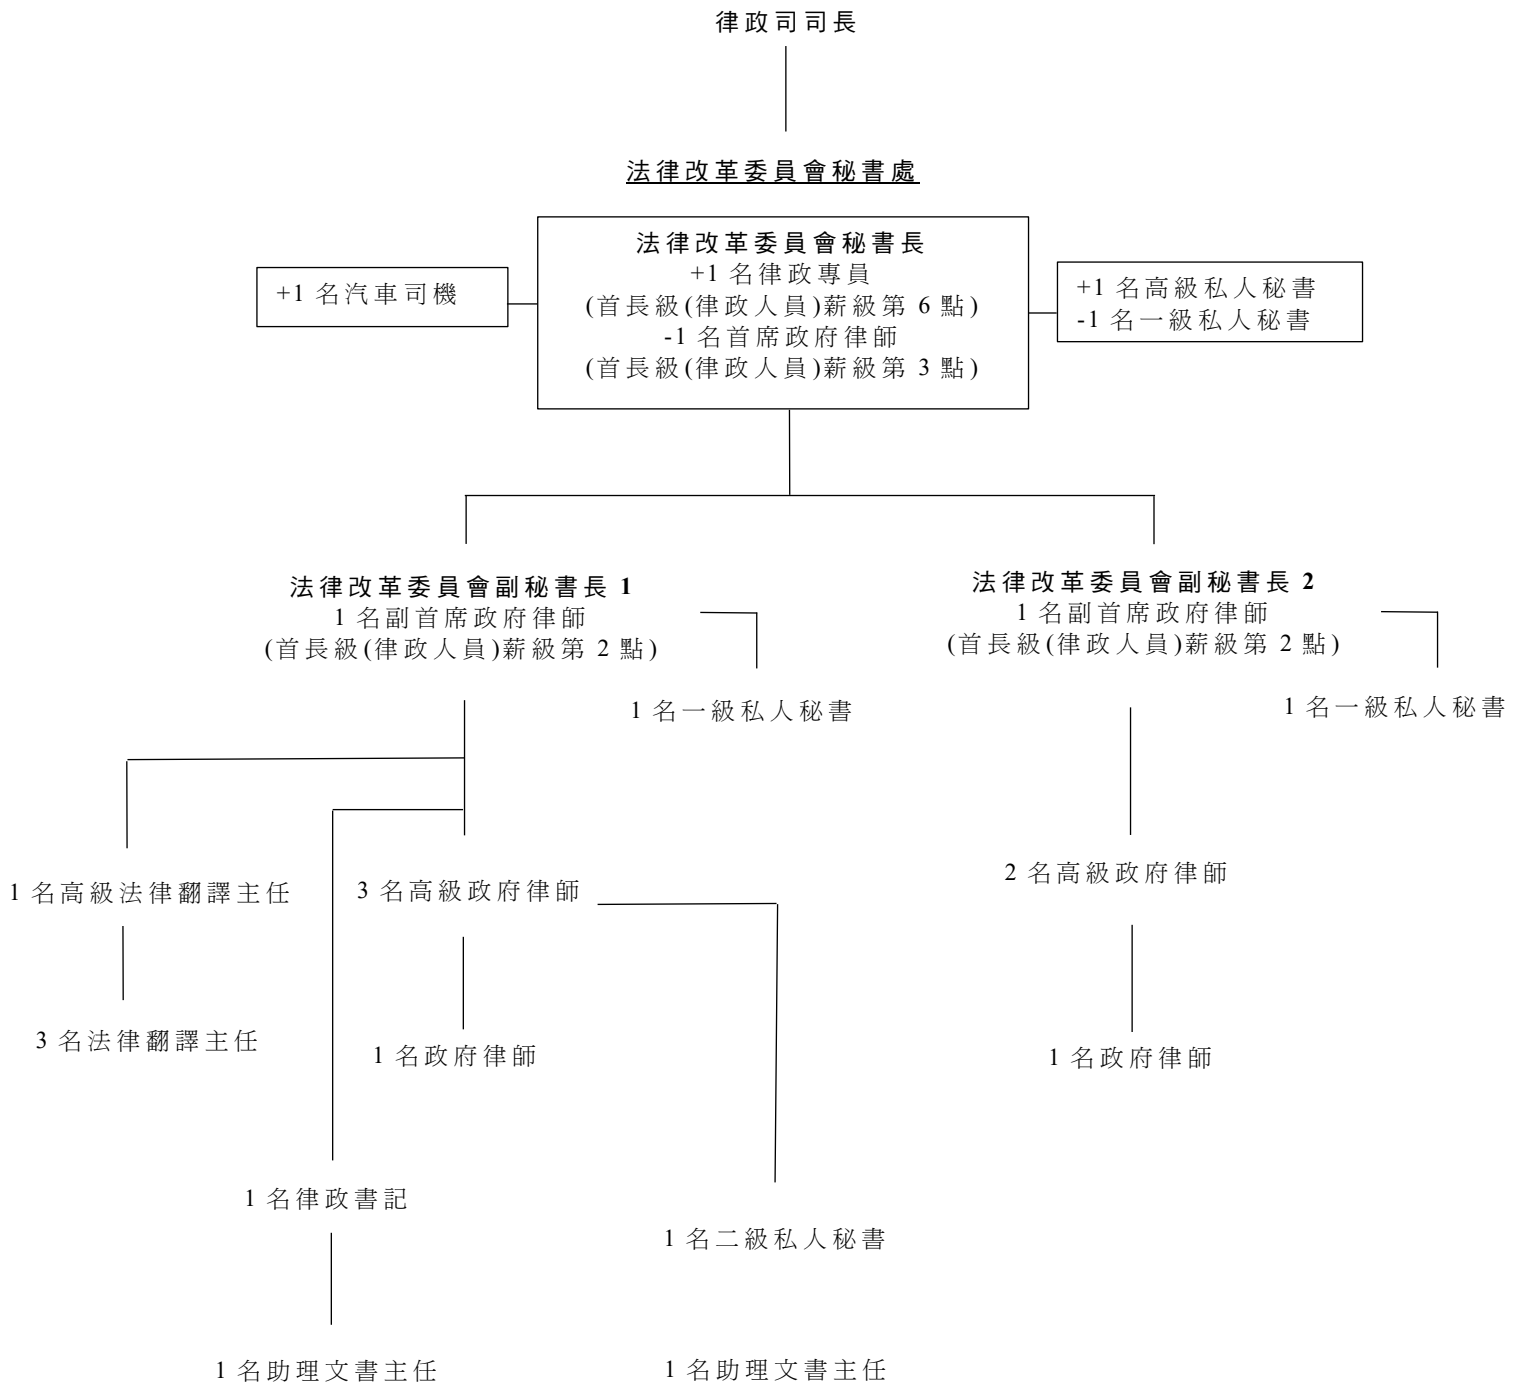 律政司司長
法律改革委員會秘書處
法律改革委員會秘書長
+1 名律政專員
(首長級(律政人員)薪級第 6 點)
-1 名首席政府律師
(首長級(律政人員)薪級第 3 點)
+1 名汽車司機
+1 名高級私人秘書
-1 名一級私人秘書
法律改革委員會副秘書長 1
1 名副首席政府律師
(首長級(律政人員)薪級第 2 點)
1 名一級私人秘書
法律改革委員會副秘書長 2
1 名副首席政府律師
(首長級(律政人員)薪級第 2 點)
1 名一級私人秘書
1 名高級法律翻譯主任
3 名高級政府律師
2 名高級政府律師
3 名法律翻譯主任
1 名政府律師
1 名政府律師
1 名律政書記
1 名二級私人秘書
1 名助理文書主任
1 名助理文書主任